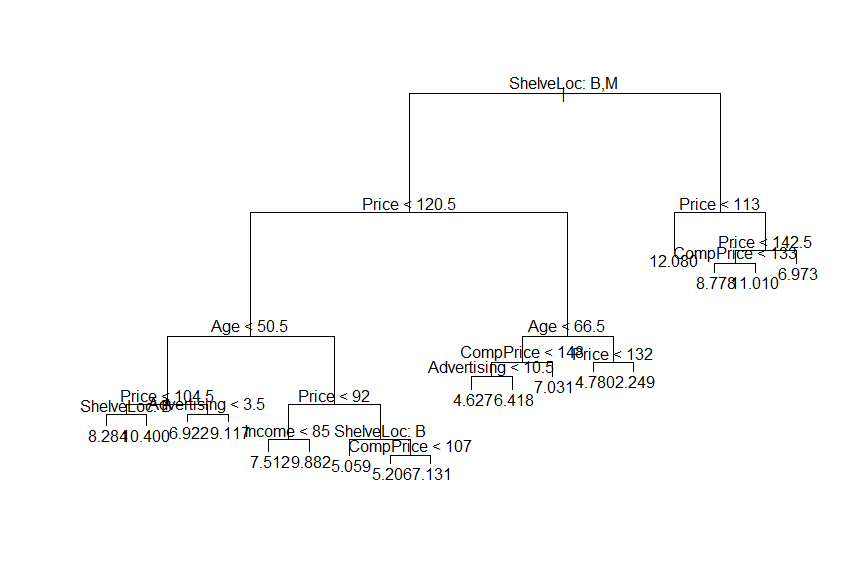 ShelveLoc: B,M
Price < 120.5
Price < 113
Price < 142.5
CompPrice < 133
12.080
6.973
8.778
11.010
Age < 50.5
Age < 66.5
CompPrice < 148
Price < 132
Advertising < 10.5
4.780
2.249
7.031
4.627
6.418
Price < 104.5
Price < 92
ShelveLoc: B
Advertising < 3.5
8.284
10.400
6.922
9.117
Income < 85
ShelveLoc: B
CompPrice < 107
7.512
9.882
5.059
5.206
7.131